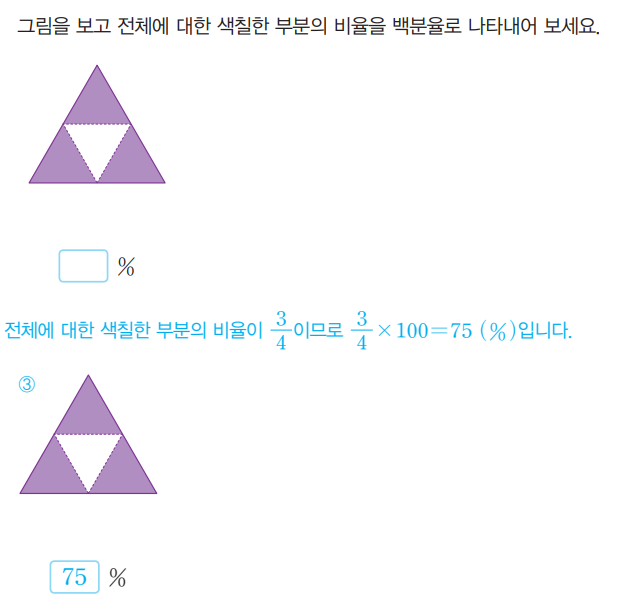 그림을 보고 전체에 대한 색칠한 부분의 비율을 백분율로 나타내어 보세요.
%
전체에 대한 색칠한 부분의 비율이 3/4이므로 3/4×100=75 (%)입니다.
③
75 %